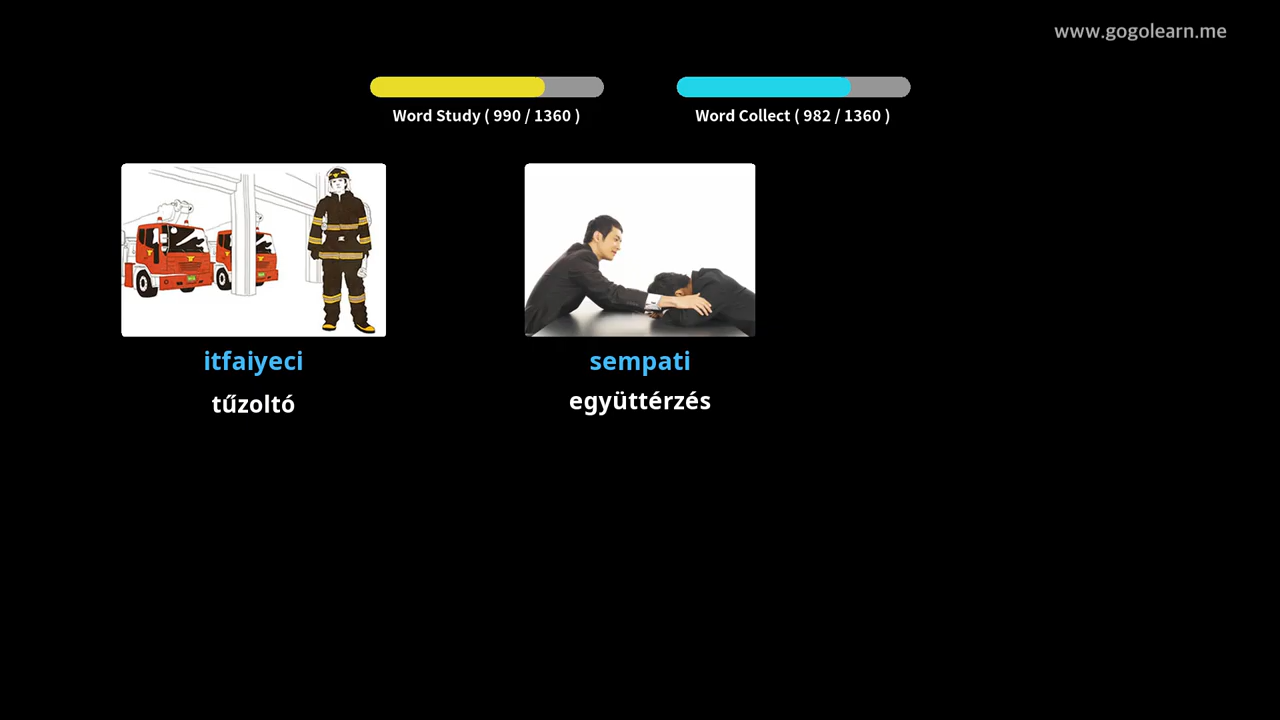 www.gogolearn.me
Word Study ( 990 / 1360 )
Word Collect ( 982 / 1360 )
itfaiyeci
tűzoltó
sempati
együttérzés